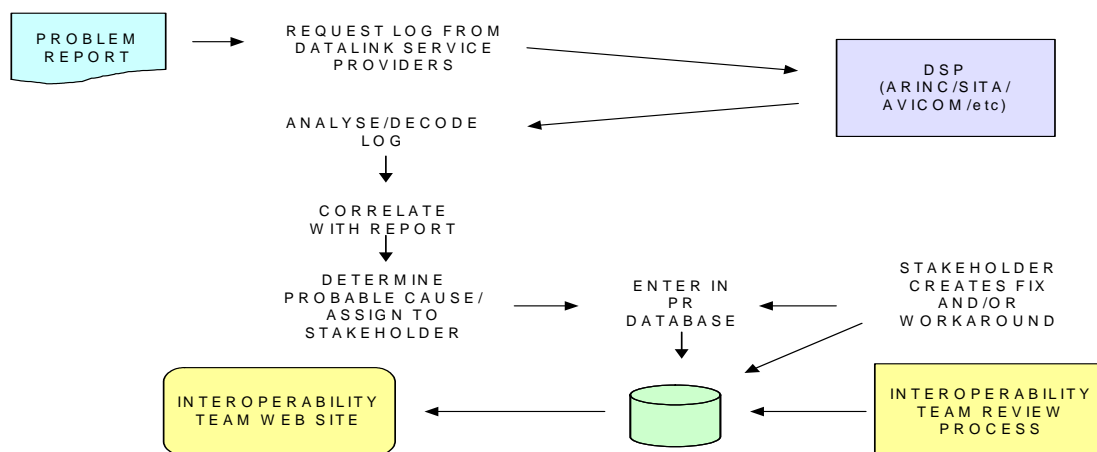 PROBLEM
REPORT
REQUEST LOG FROM
DATALINK SERVICE
PROVIDERS
DSP
(ARINC/SITA/
AVICOM/etc)
ANALYSE/DECODE
LOG
CORRELATE
WITH REPORT
DETERMINE
PROBABLE CAUSE/
ASSIGN TO
STAKEHOLDER
ENTER IN
PR
DATABASE
STAKEHOLDER
CREATES FIX
AND/OR
WORKAROUND
INTEROPERABILITY
TEAM WEB SITE
INTEROPERABILITY
TEAM REVIEW
PROCESS